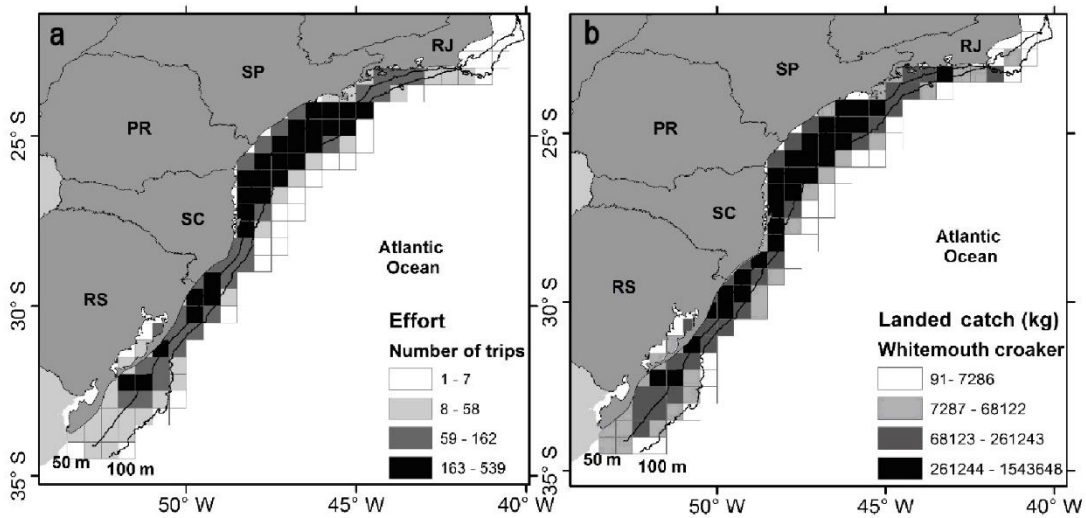 a
RJ
SP
PR
SC
RS
Atlantic
Ocean
Effort
Number of trips
1 - 7
8 - 58
59 - 162
163 - 539
50 m
100 m
25° S
30° S
35° S
50° W
45° W
b
RJ
SP
PR
SC
RS
Atlantic
Ocean
Landed catch (kg)
Whitemouth croaker
91- 7286
7287 - 68122
68123 - 261243
261244 - 1543648
50 m
100 m
25° S
30° S
35° S
50° W
45° W
40° W
40° W